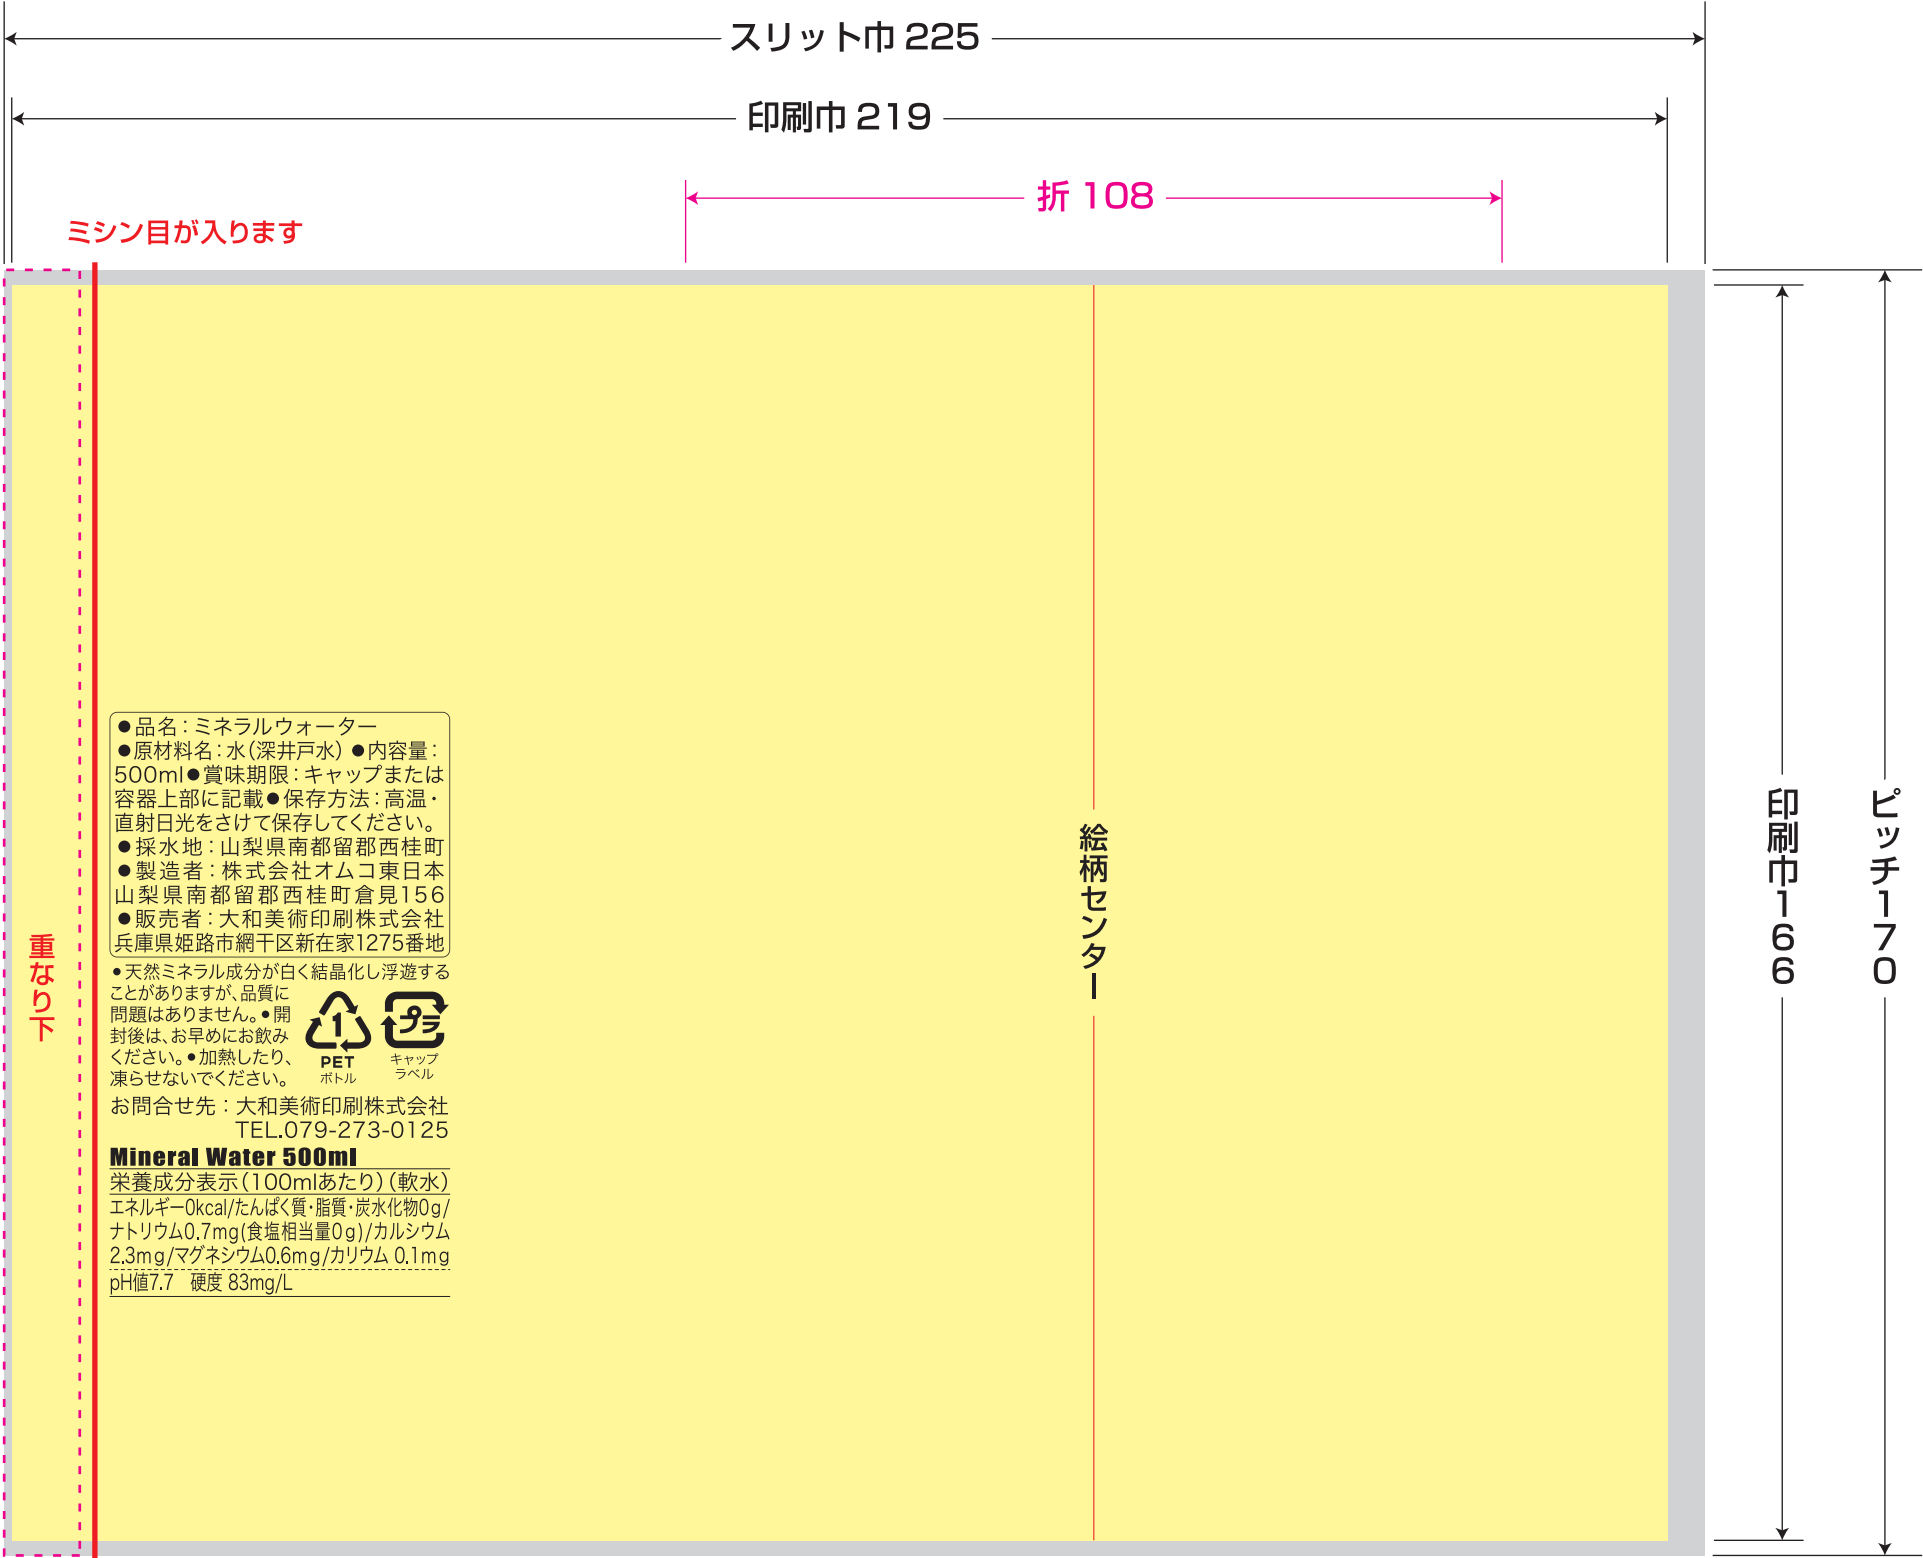 スリット巾 225
印刷巾 219
折 108
ミシン目が入ります
●品名：ミネラルウォーター
●原材料名：水（深井戸水）●内容量：
500ml●賞味期限：キャップまたは
容器上部に記載●保存方法：高温・
直射日光をさけて保存してください。
●採水地：山梨県南都留郡西桂町
●製造者：株式会社オムコ東日本
山梨県南都留郡西桂町倉見156
●販売者：大和美術印刷株式会社
兵庫県姫路市網干区新在家1275番地
●天然ミネラル成分が白く結晶化し浮遊する
ことがありますが、品質に
問題はありません。●開
封後は、お早めにお飲み
ください。●加熱したり、
凍らせないでください。
1
PET
ボトル
プラ
キャップ
ラベル
お問合せ先：大和美術印刷株式会社
TEL.079-273-0125
Mineral Water 500ml
栄養成分表示（100mlあたり）（軟水）
エネルギー0kcal/たんぱく質・脂質・炭水化物0g/
ナトリウム0.7mg(食塩相当量0g)/カルシウム
2.3mg/マグネシウム0.6mg/カリウム 0.1mg
pH値7.7　硬度 83mg/L
重なり下
絵柄センター
印刷巾166
ピッチ170